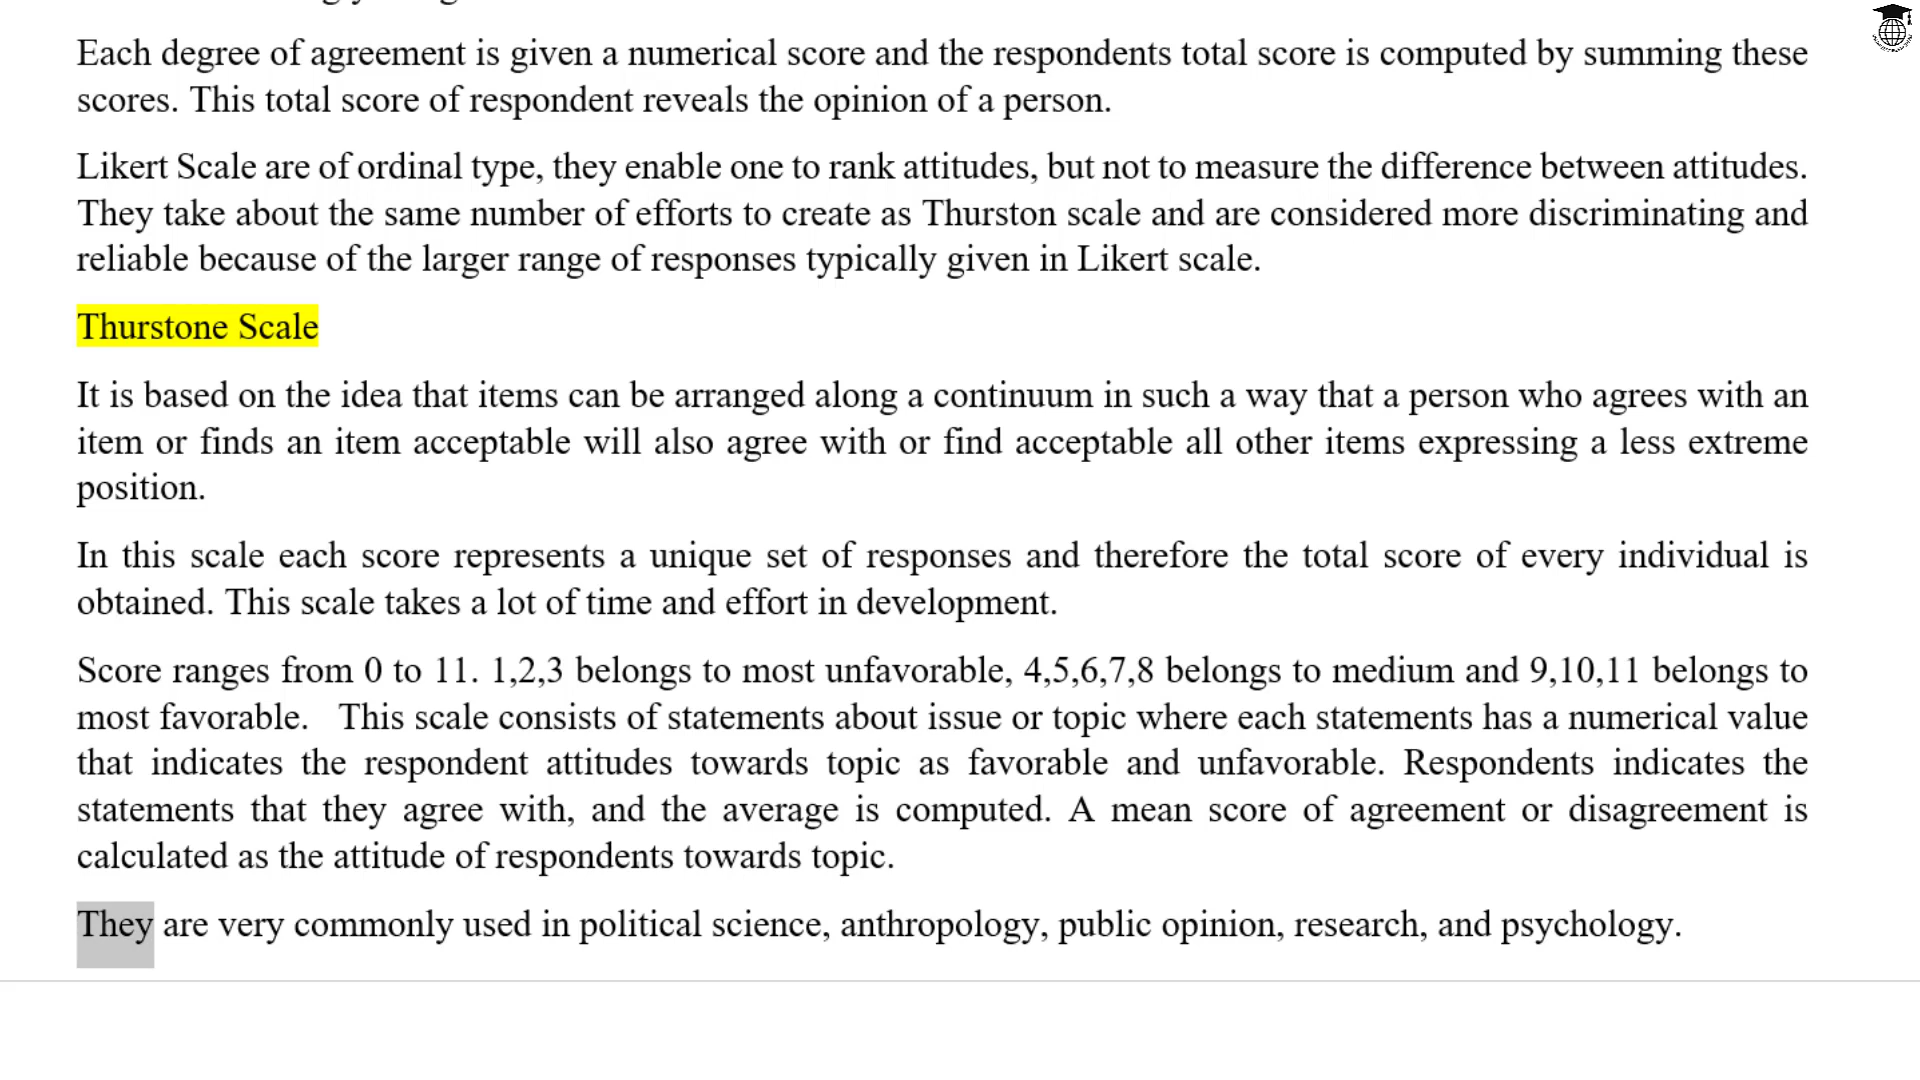 Each degree of agreement is given a numerical score and the respondents total score is computed by summing these
scores. This total score of respondent reveals the opinion of a person.
Likert Scale are of ordinal type, they enable one to rank attitudes, but not to measure the difference between attitudes.
They take about the same number of efforts to create as Thurston scale and are considered more discriminating and
reliable because of the larger range of responses typically given in Likert scale.
Thurstone Scale
It is based on the idea that items can be arranged along a continuum in such a way that a person who agrees with an
item or finds an item acceptable will also agree with or find acceptable all other items expressing a less extreme
position.
In this scale each score represents a unique set of responses and therefore the total score of every individual is
obtained. This scale takes a lot of time and effort in development.
Score ranges from 0 to 11. 1,2,3 belongs to most unfavorable, 4,5,6,7,8 belongs to medium and 9,10,11 belongs to
most favorable. This scale consists of statements about issue or topic where each statements has a numerical value
that indicates the respondent attitudes towards topic as favorable and unfavorable. Respondents indicates the
statements that they agree with, and the average is computed. A mean score of agreement or disagreement is
calculated as the attitude of respondents towards topic.
They are very commonly used in political science, anthropology, public opinion, research, and psychology.